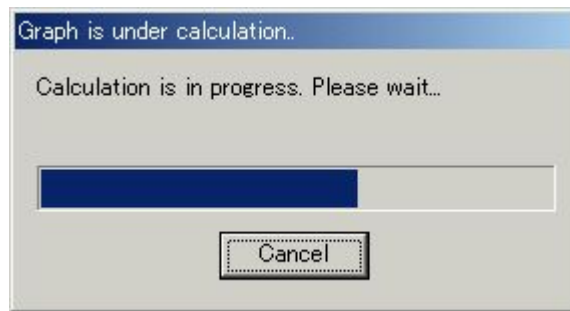 Graph is under calculation..
Calculation is in progress. Please wait...
Cancel